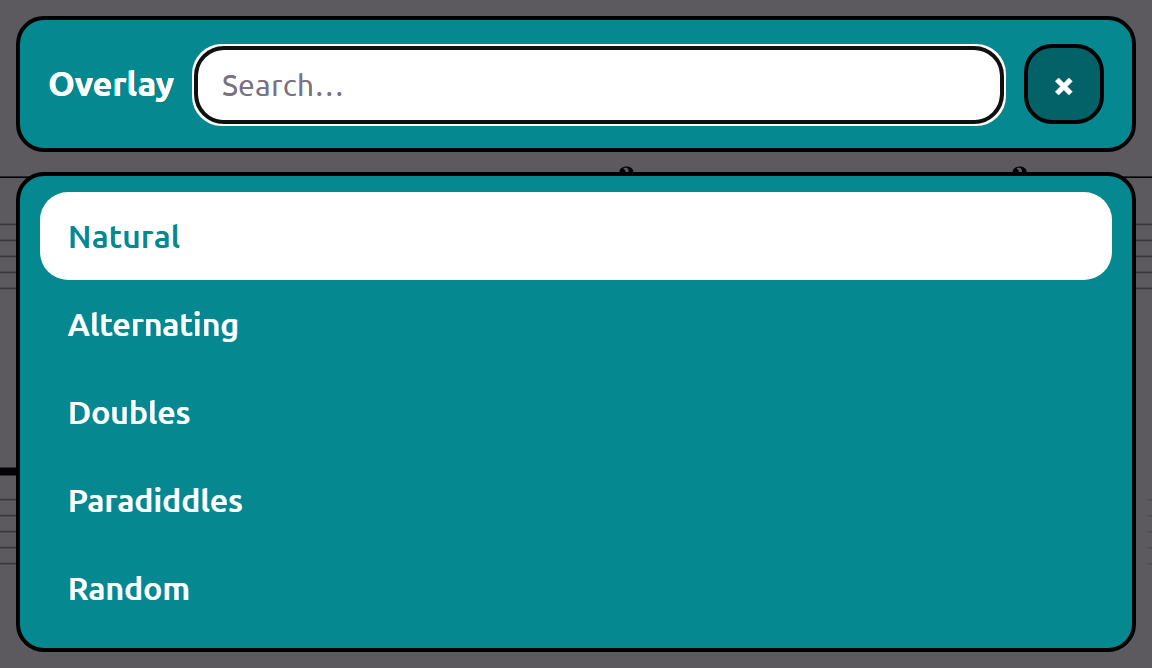 Overlay
Search...
×
Natural
Alternating
Doubles
Paradiddles
Random